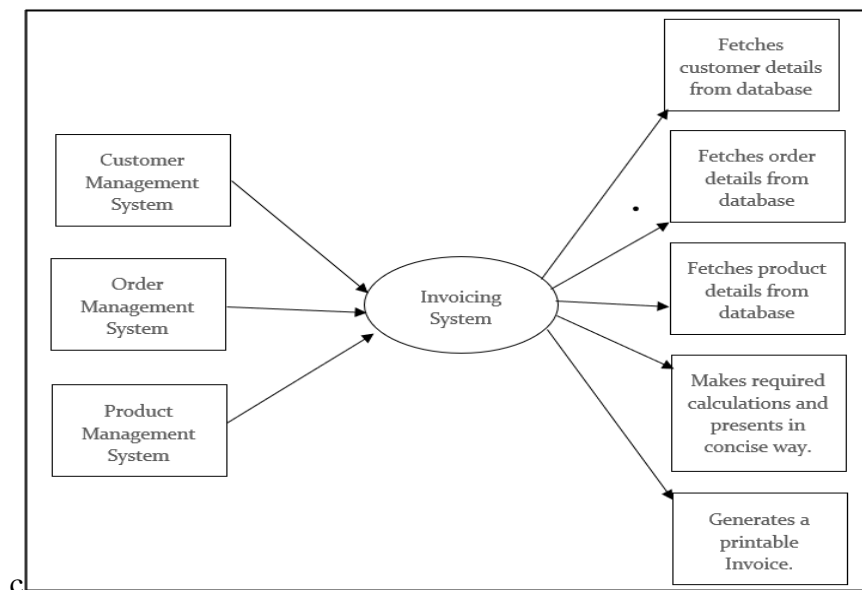 Fetches
customer details
from database
Customer
Management
System
Fetches order
details from
database
Order
Management
System
Invoicing
System
Fetches product
details from
database
Product
Management
System
Makes required
calculations and
presents in
concise way.
Generates a
printable
Invoice.
c